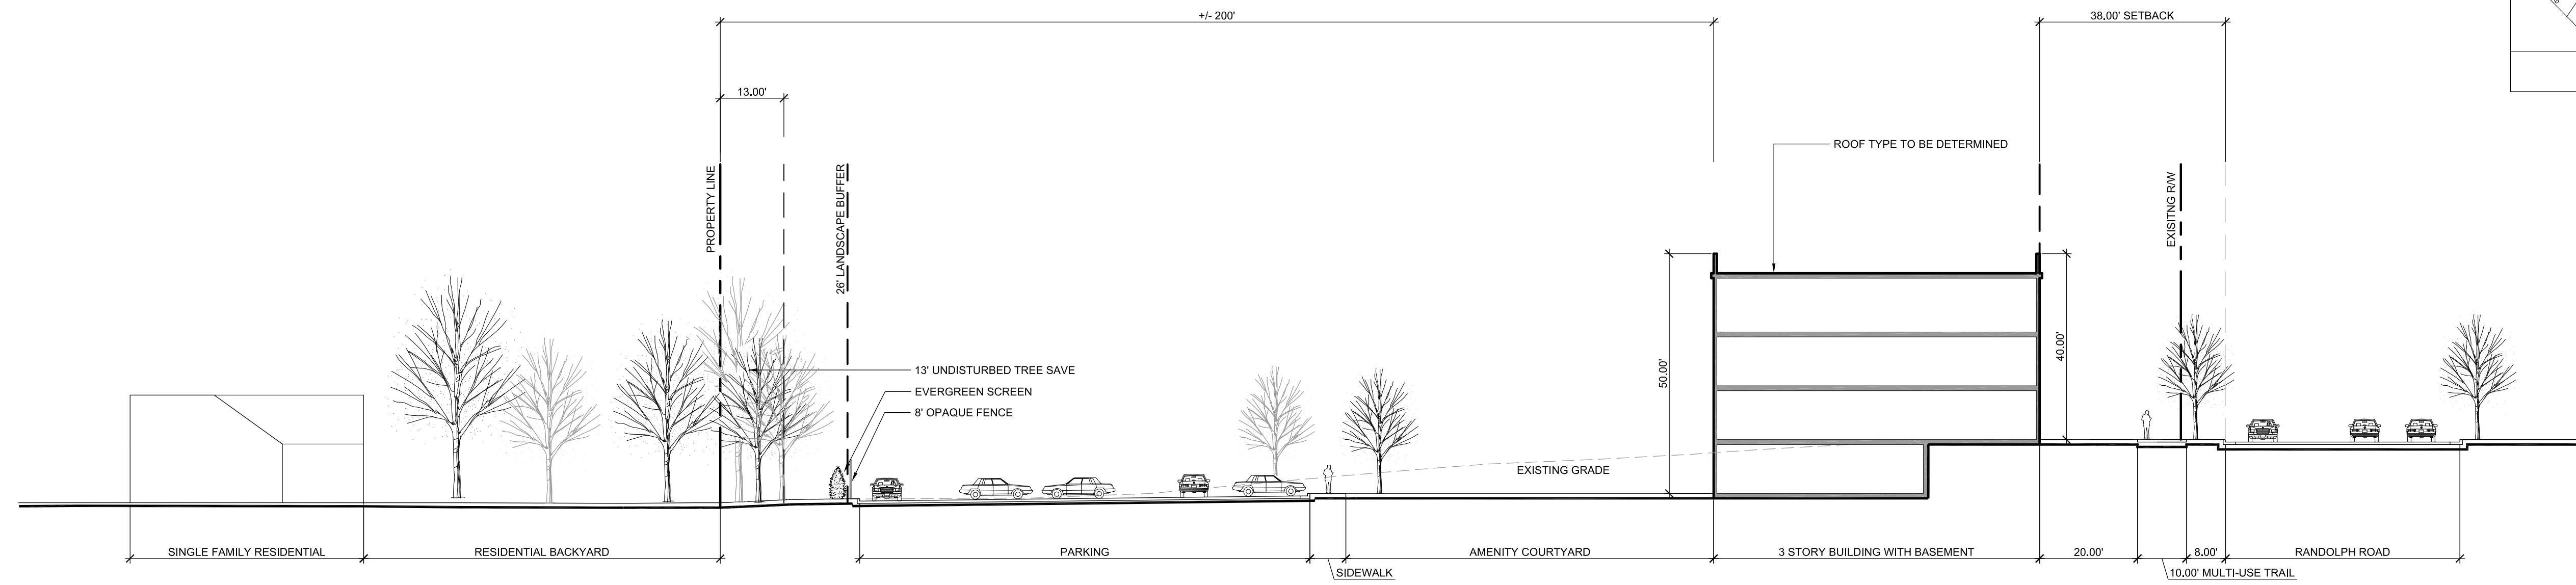 +/- 200'
38.00' SETBACK
13.00'
ROOF TYPE TO BE DETERMINED
PROPERTY LINE
26' LANDSCAPE BUFFER
EXISITNG R/W
50.00'
40.00'
13' UNDISTURBED TREE SAVE
EVERGREEN SCREEN
8' OPAQUE FENCE
EXISTING GRADE
SINGLE FAMILY RESIDENTIAL
RESIDENTIAL BACKYARD
PARKING
AMENITY COURTYARD
3 STORY BUILDING WITH BASEMENT
20.00'
8.00'
RANDOLPH ROAD
SIDEWALK
10.00' MULTI-USE TRAIL